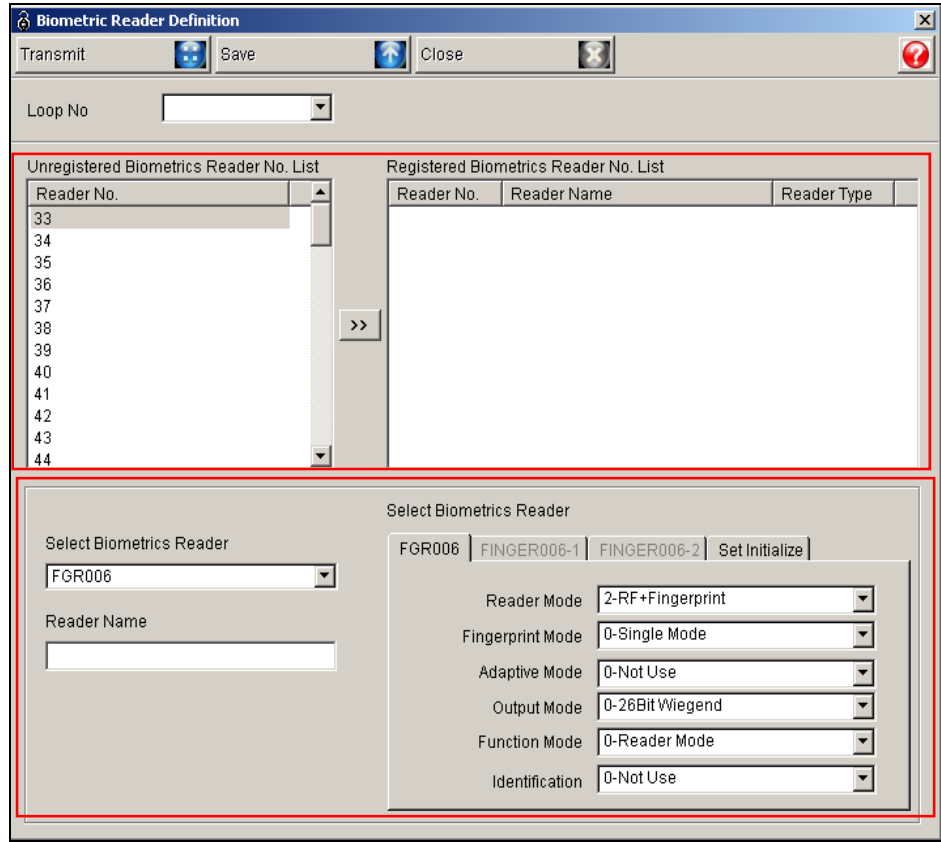 Biometric Reader Definition
Transmit Save Close
Loop No
Unregistered Biometrics Reader No. List
Reader No.
33
34
35
36
37
38
39
40
41
42
43
44
>>
Registered Biometrics Reader No. List
Reader No. Reader Name Reader Type
Select Biometrics Reader
FGR006
Reader Name
Select Biometrics Reader
FGR006 FINGER006-1 FINGER006-2 Set Initialize
Reader Mode 2-RF+Fingerprint
Fingerprint Mode 0-Single Mode
Adaptive Mode 0-Not Use
Output Mode 0-26Bit Wiegend
Function Mode 0-Reader Mode
Identification 0-Not Use